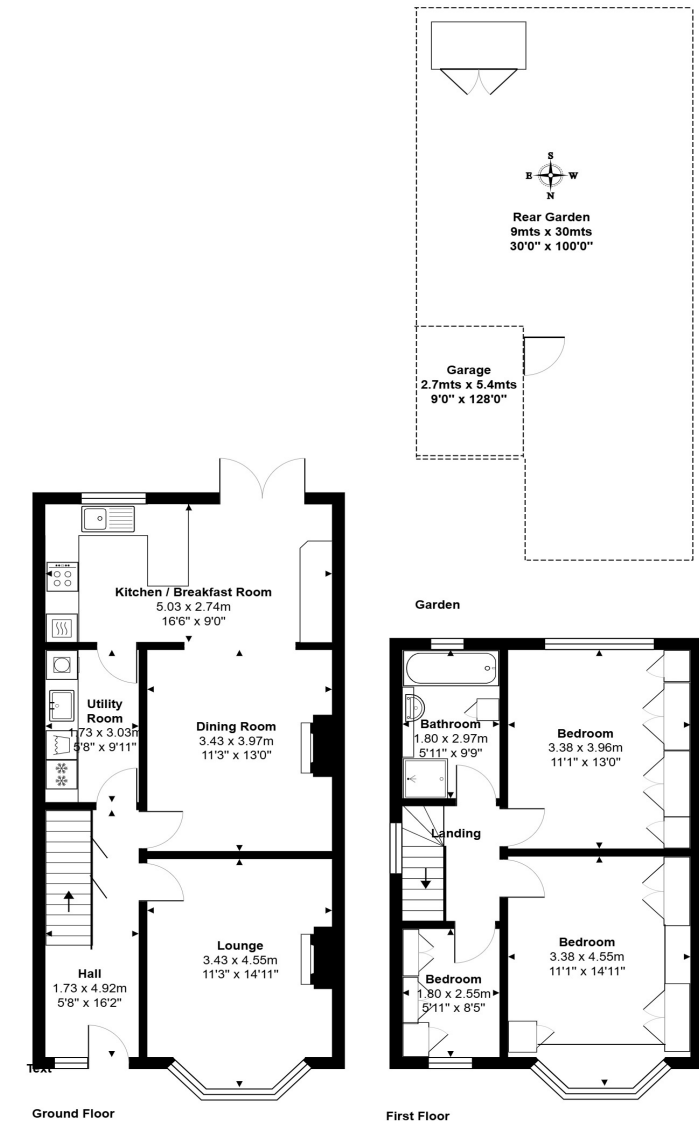 S
E W
N
Rear Garden
9mts x 30mts
30'0" x 100'0"
Garage
2.7mts x 5.4mts
9'0" x 128'0"
Garden
Kitchen / Breakfast Room
5.03 x 2.74m
16'6" x 9'0"
Utility
Room
1.73 x 3.03m
5'8" x 9'11"
Dining Room
3.43 x 3.97m
11'3" x 13'0"
Lounge
3.43 x 4.55m
11'3" x 14'11"
Hall
1.73 x 4.92m
5'8" x 16'2"
Text
Ground Floor
Bathroom
1.80 x 2.97m
5'11" x 9'9"
Bedroom
3.38 x 3.96m
11'1" x 13'0"
Landing
Bedroom
3.38 x 4.55m
11'1" x 14'11"
Bedroom
1.80 x 2.55m
5'11" x 8'5"
First Floor